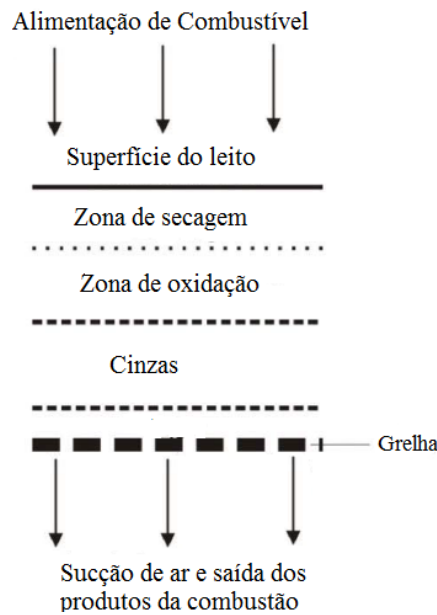 Alimentação de Combustível
Superfície do leito
Zona de secagem
Zona de oxidação
Cinzas
Grelha
Sucção de ar e saída dos
produtos da combustão